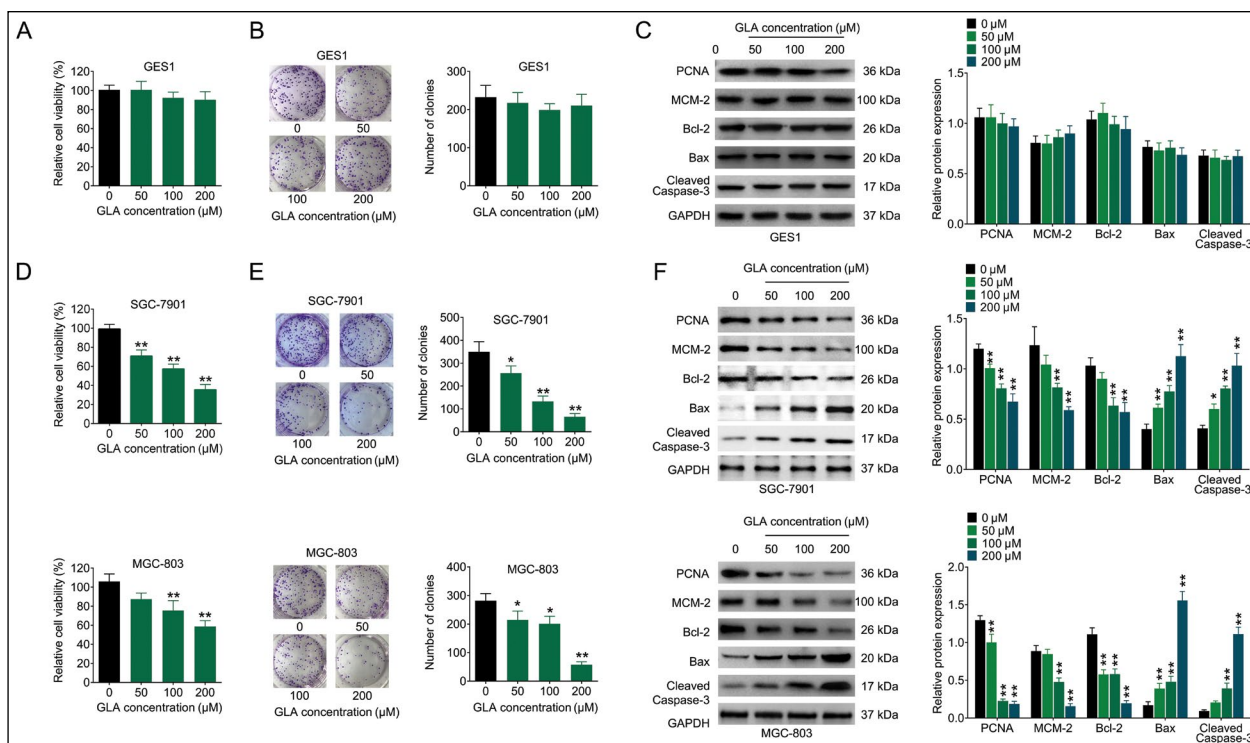 A
GES1
Relative cell viability (%)
150
100
50
0
0 50 100 200
GLA concentration (µM)
B
GES1
0 50
100 200
GLA concentration (µM)
GES1
Number of clonies
300
200
100
0
0 50 100 200
GLA concentration (µM)
C
GLA concentration (µM)
0 50 100 200
PCNA 36 kDa
MCM-2 100 kDa
Bcl-2 26 kDa
Bax 20 kDa
Cleaved
Caspase-3 17 kDa
GAPDH 37 kDa
GES1
0 µM
50 µM
100 µM
200 µM
Relative protein expression
1.5
1.0
0.5
0.0
PCNA MCM-2 Bcl-2 Bax Cleaved
Caspase-3
D
SGC-7901
Relative cell viability (%)
150
100
50
0
** ** **
0 50 100 200
GLA concentration (µM)
E
SGC-7901
0 50
100 200
GLA concentration (µM)
SGC-7901
Number of clonies
500
400
300
200
100
0
* ** **
0 50 100 200
GLA concentration (µM)
F
GLA concentration (µM)
0 50 100 200
PCNA 36 kDa
MCM-2 100 kDa
Bcl-2 26 kDa
Bax 20 kDa
Cleaved
Caspase-3 17 kDa
GAPDH 37 kDa
SGC-7901
0 µM
50 µM
100 µM
200 µM
Relative protein expression
1.5
1.0
0.5
0.0
** ** ** ** ** ** ** ** ** ** * ** **
PCNA MCM-2 Bcl-2 Bax Cleaved
Caspase-3
MGC-803
Relative cell viability (%)
150
100
50
0
** **
0 50 100 200
GLA concentration (µM)
MGC-803
0 50
100 200
GLA concentration (µM)
MGC-803
Number of clonies
400
300
200
100
0
* * **
0 50 100 200
GLA concentration (µM)
GLA concentration (µM)
0 50 100 200
PCNA 36 kDa
MCM-2 100 kDa
Bcl-2 26 kDa
Bax 20 kDa
Cleaved
Caspase-3 17 kDa
GAPDH 37 kDa
MGC-803
0 µM
50 µM
100 µM
200 µM
Relative protein expression
2.0
1.5
1.0
0.5
0.0
** ** ** ** ** ** ** ** ** ** ** ** **
PCNA MCM-2 Bcl-2 Bax Cleaved
Caspase-3